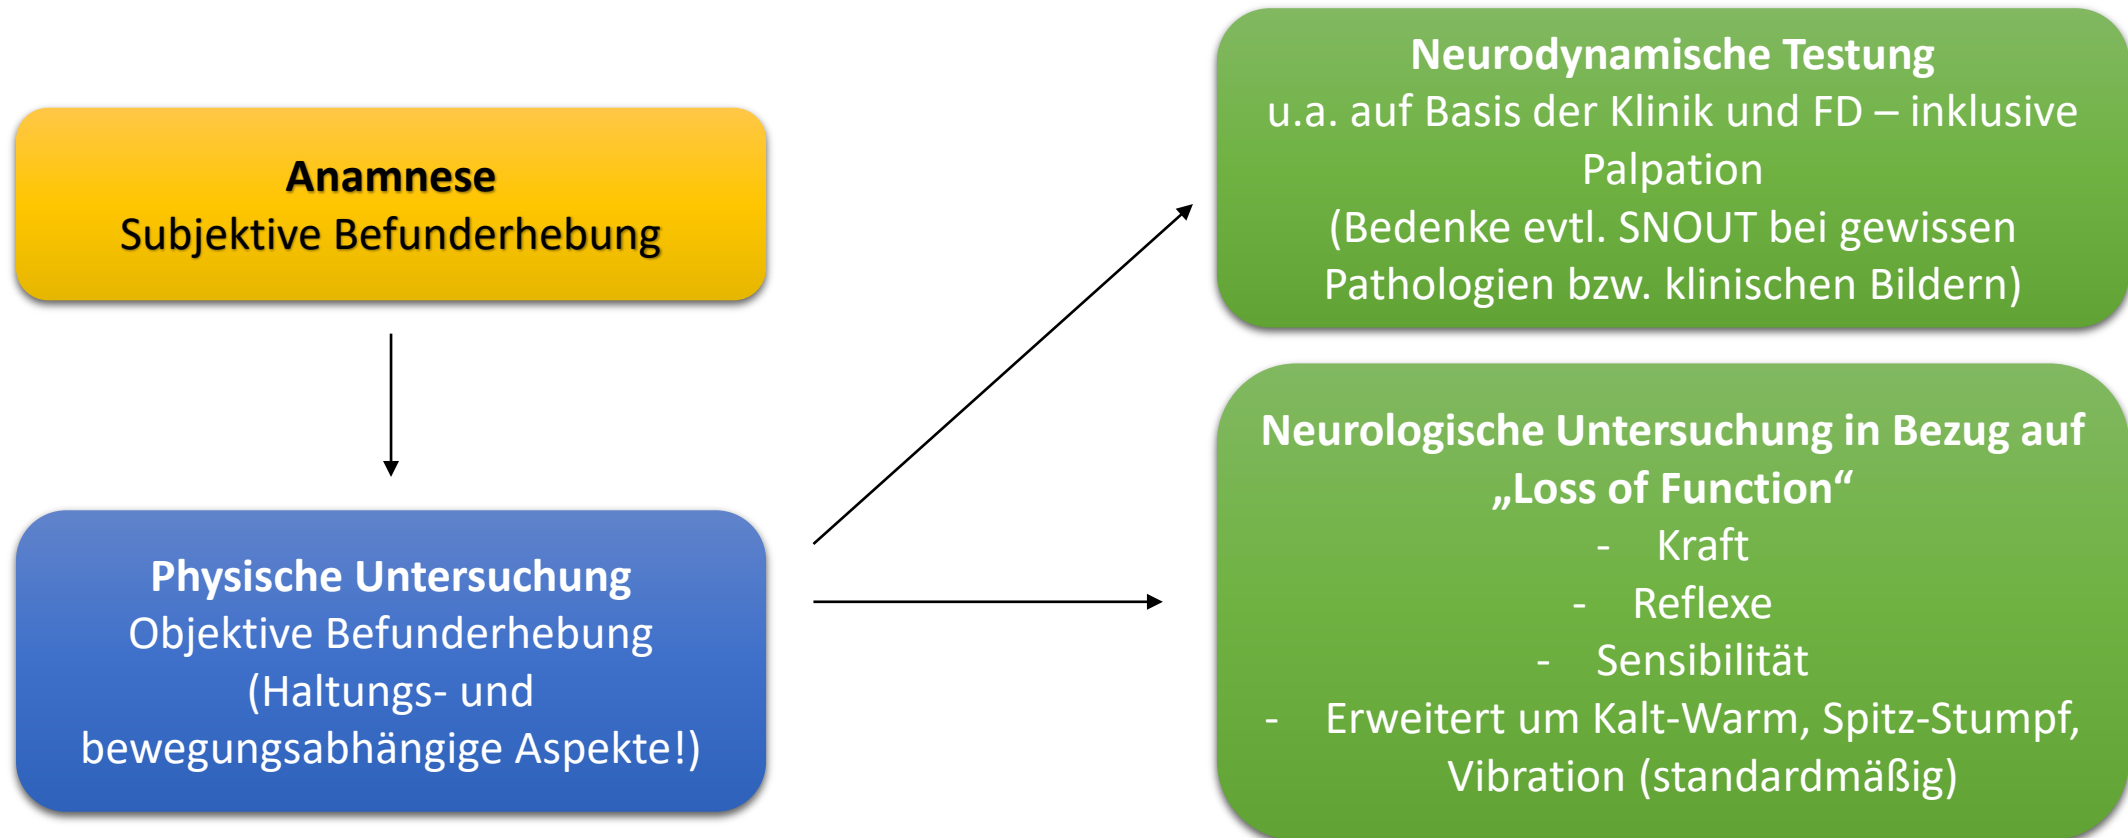 Anamnese
Subjektive Befunderhebung
Physische Untersuchung
Objektive Befunderhebung
(Haltungs- und
bewegungsabhängige Aspekte!)
Neurodynamische Testung
u.a. auf Basis der Klinik und FD – inklusive
Palpation
(Bedenke evtl. SNOUT bei gewissen
Pathologien bzw. klinischen Bildern)
Neurologische Untersuchung in Bezug auf
„Loss of Function“
- Kraft
- Reflexe
- Sensibilität
- Erweitert um Kalt-Warm, Spitz-Stumpf,
Vibration (standardmäßig)